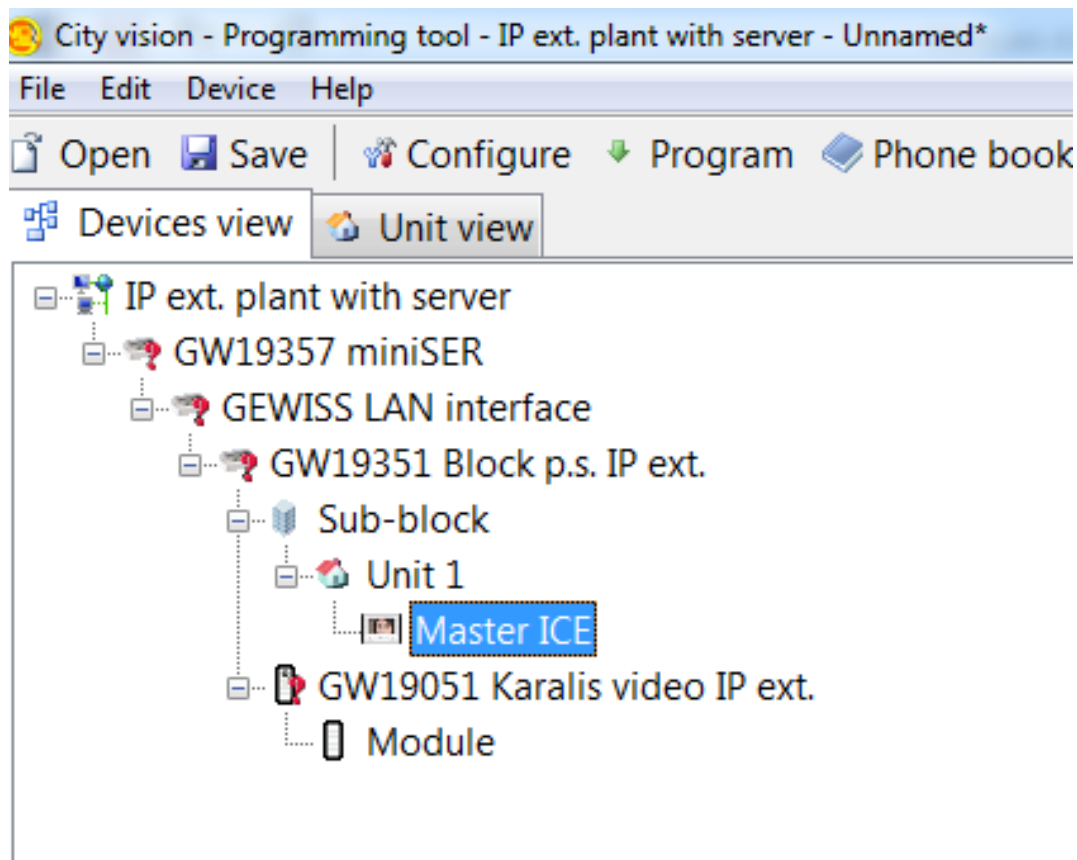 City vision - Programming tool - IP ext. plant with server - Unnamed*
File Edit Device Help
Open Save Configure Program Phone book
Devices view Unit view
IP ext. plant with server
GW19357 miniSER
GEWISS LAN interface
GW19351 Block p.s. IP ext.
Sub-block
Unit 1
Master ICE
GW19051 Karalis video IP ext.
Module